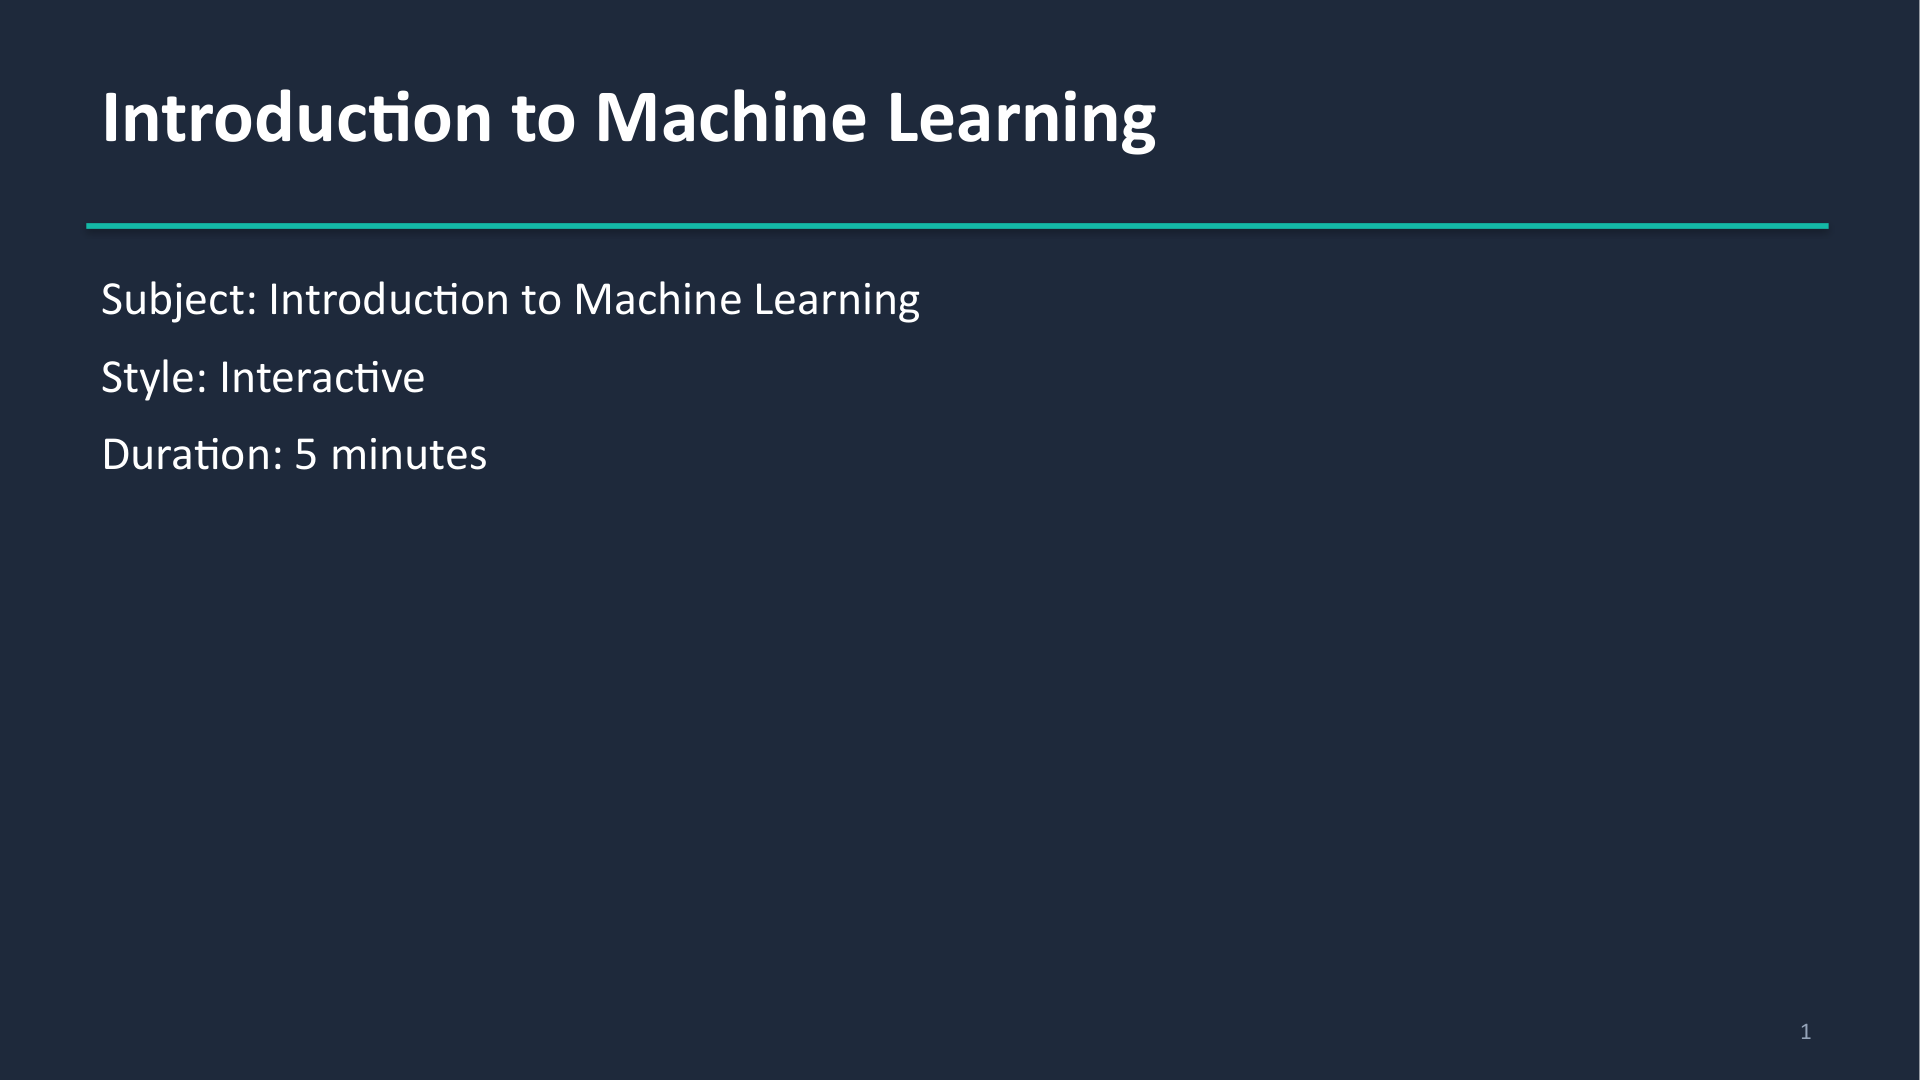 Introduction to Machine Learning
Subject: Introduction to Machine Learning
Style: Interactive
Duration: 5 minutes
1